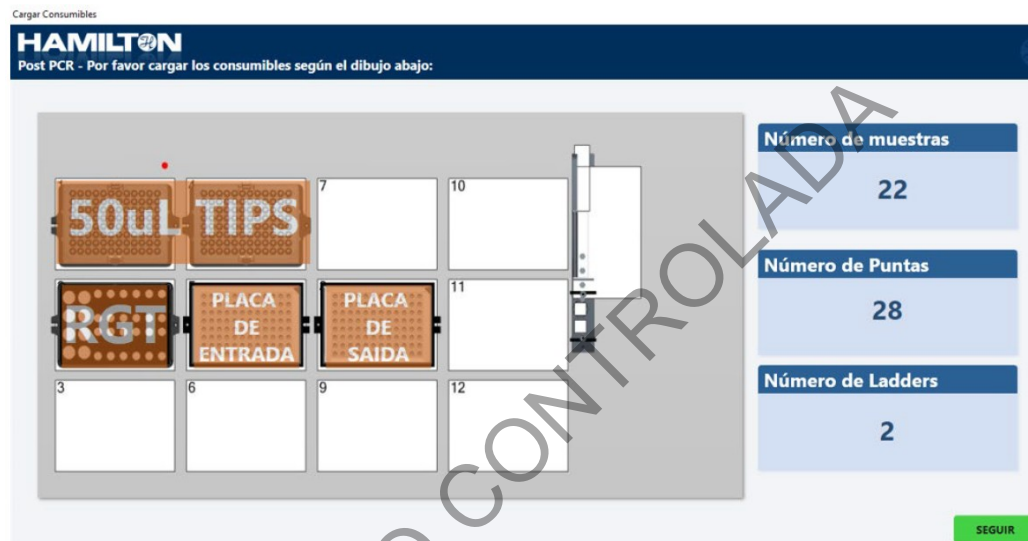 Cargar Consumibles
HAMILTON
Post PCR - Por favor cargar los consumibles según el dibujo abajo:
50uL TIPS
7
10
RGT
PLACA
DE
ENTRADA
PLACA
DE
SAIDA
11
3
6
9
12
Número de muestras
22
Número de Puntas
28
Número de Ladders
2
SEGUIR
O CONTROLADA